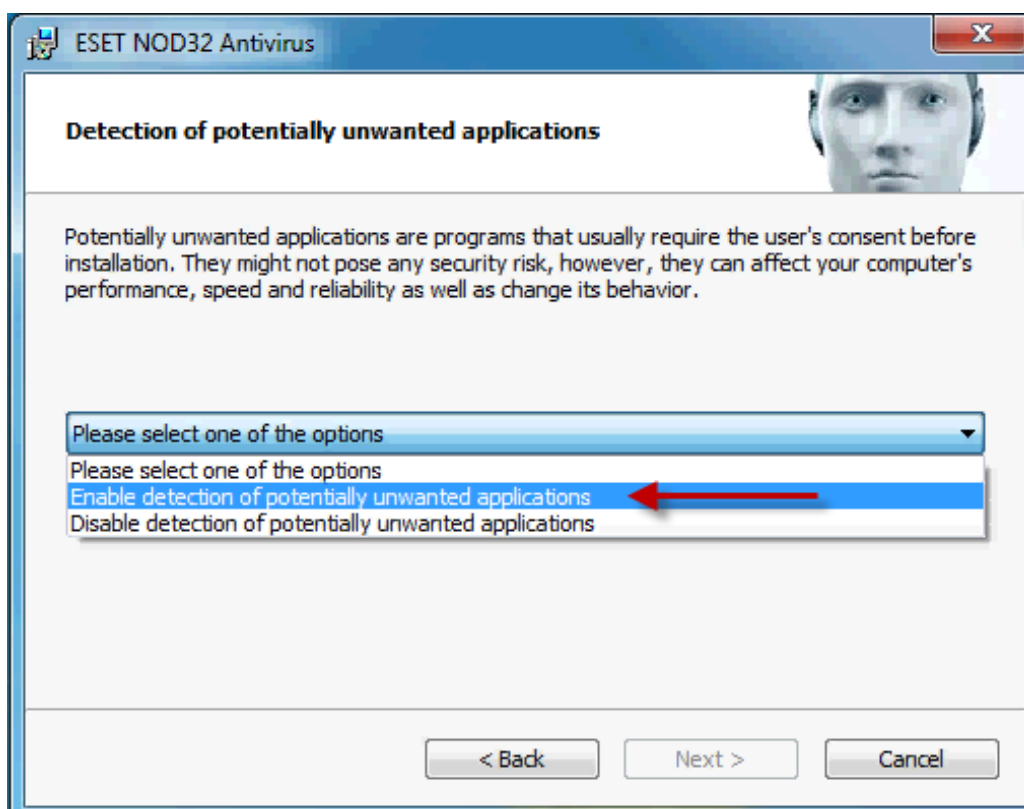 ESET NOD32 Antivirus
Detection of potentially unwanted applications
Potentially unwanted applications are programs that usually require the user's consent before
installation. They might not pose any security risk, however, they can affect your computer's
performance, speed and reliability as well as change its behavior.
Please select one of the options
Please select one of the options
Enable detection of potentially unwanted applications
Disable detection of potentially unwanted applications
< Back Next > Cancel